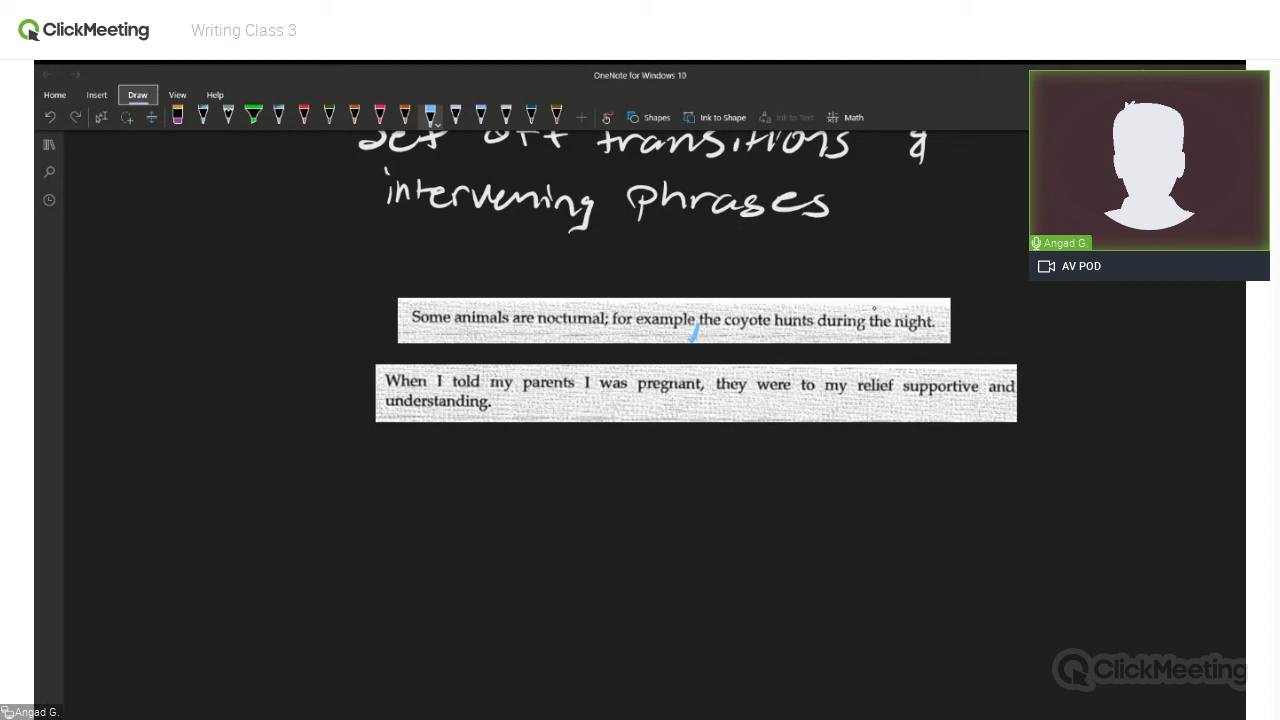 ClickMeeting
Writing Class 3
OneNote for Windows 10
Home Insert Draw View Help
Shapes Ink to Shape Ink to Text Math
set off transitions &
intervening phrases
Some animals are nocturnal; for example, the coyote hunts during the night.
When I told my parents I was pregnant, they were to my relief supportive and
understanding.
Angad G.
AV POD
ClickMeeting
Angad G.